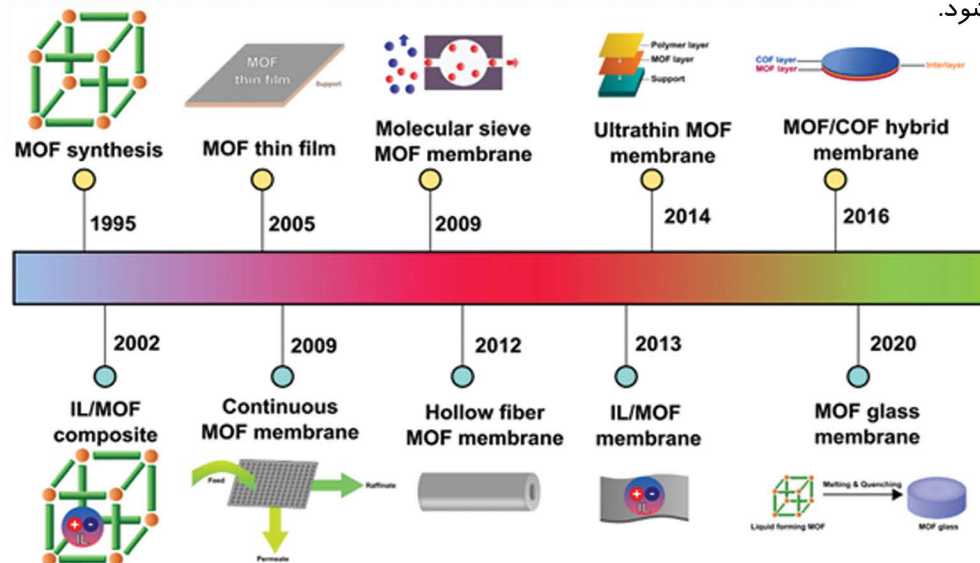 شود.
MOF
thin film
Support
Polymer layer
MOF layer
Support
COF layer
MOF layer
Interlayer
MOF synthesis
MOF thin film
Molecular sieve
MOF membrane
Ultrathin MOF
membrane
MOF/COF hybrid
membrane
1995
2005
2009
2014
2016
2002
2009
2012
2013
2020
IL/MOF
composite
Continuous
MOF membrane
Hollow fiber
MOF membrane
IL/MOF
membrane
MOF glass
membrane
+ -
IL
Feed
Raffinate
Permeate
+ -
IL
Melting & Quenching
Liquid forming MOF
MOF glass